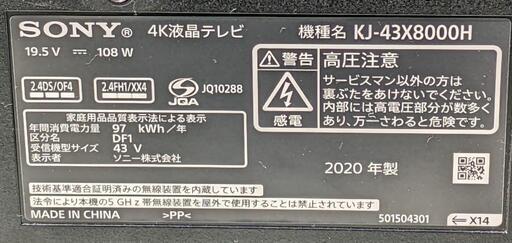 SONY® 4K液晶テレビ 機種名 KJ-43X8000H
19.5 V ⎓ 108 W
2.4DS/OF4 2.4FH1/XX4 JQA JQ10288
家庭用品品質表示法による表示
年間消費電力量 97 kWh/年
区分名 DF1
受信機型サイズ 43 V
表示者 ソニー株式会社
警告 高圧注意
感電
サービスマン以外の方は
裏ぶたをあけないでください。
内部には高電圧部分が数多く
あり、万一さわると危険です。
2020 年製
技術基準適合証明済みの無線装置を内蔵しています
法令により本機の5 GHz帯無線装置を屋外で使用することは禁止されています
MADE IN CHINA >PP< 501504301 X14